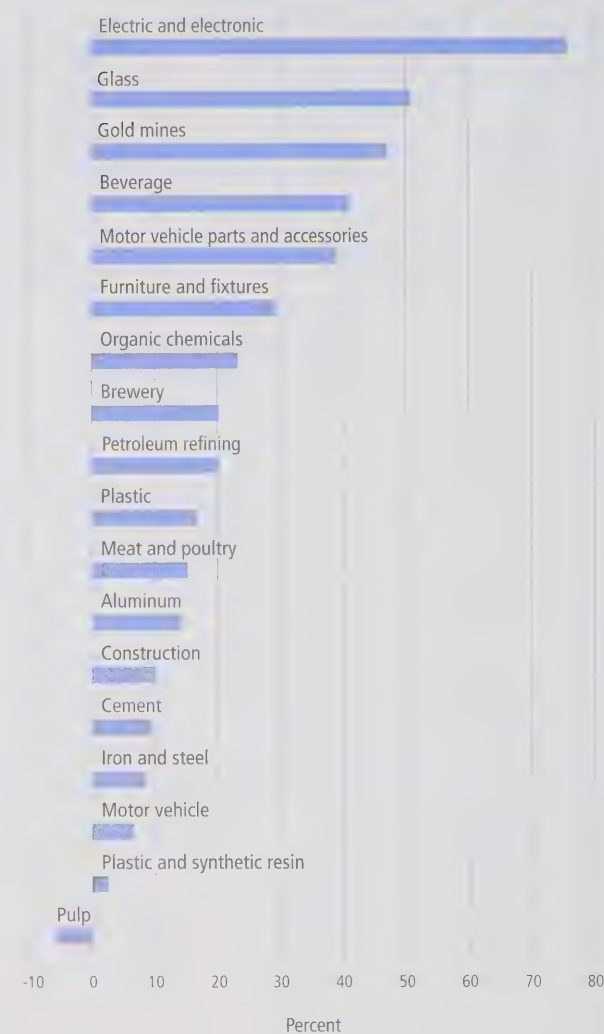 Electric and electronic
Glass
Gold mines
Beverage
Motor vehicle parts and accessories
Furniture and fixtures
Organic chemicals
Brewery
Petroleum refining
Plastic
Meat and poultry
Aluminum
Construction
Cement
Iron and steel
Motor vehicle
Plastic and synthetic resin
Pulp
-10 0 10 20 30 40 50 60 70 80
Percent